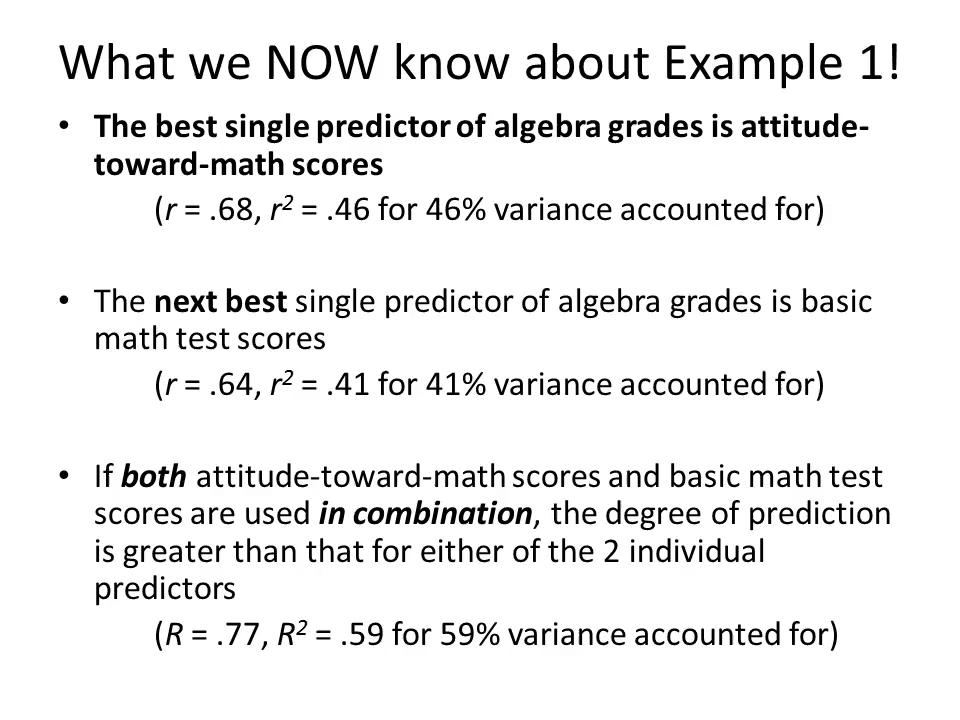 What we NOW know about Example 1!
• The best single predictor of algebra grades is attitude-
toward-math scores
(r = .68, r² = .46 for 46% variance accounted for)
• The next best single predictor of algebra grades is basic
math test scores
(r = .64, r² = .41 for 41% variance accounted for)
• If both attitude-toward-math scores and basic math test
scores are used in combination, the degree of prediction
is greater than that for either of the 2 individual
predictors
(R = .77, R² = .59 for 59% variance accounted for)